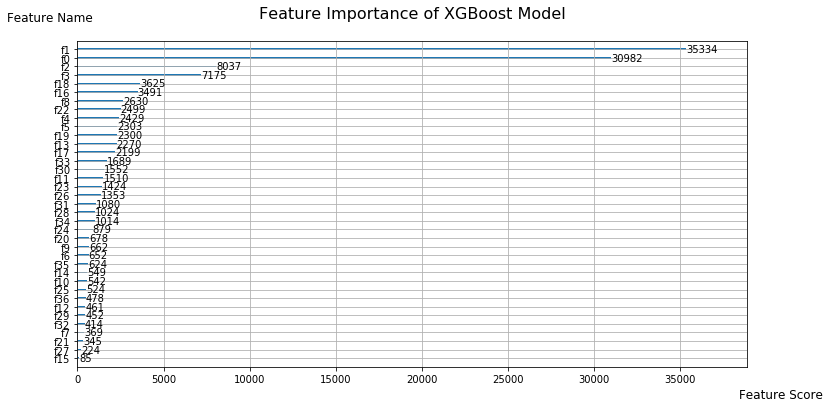 Feature Importance of XGBoost Model
Feature Name
f1 35334
f0 30982
f2 8037
f3 7175
f18 3625
f16 3491
f8 2630
f22 2499
f4 2429
f5 2303
f19 2300
f13 2270
f17 2199
f33 1689
f30 1552
f11 1510
f23 1424
f26 1353
f31 1080
f28 1024
f34 1014
f24 879
f20 678
f9 662
f6 652
f35 624
f14 549
f10 542
f25 524
f36 478
f12 461
f29 452
f32 414
f7 369
f21 345
f27 224
f15 85
0 5000 10000 15000 20000 25000 30000 35000
Feature Score